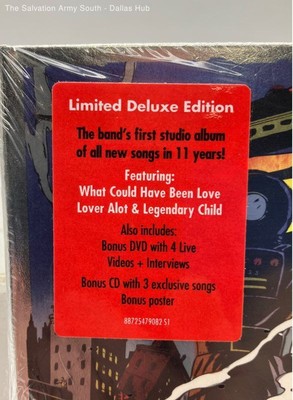 The Salvation Army South - Dallas Hub
Limited Deluxe Edition
The band's first studio album
of all new songs in 11 years!
Featuring:
What Could Have Been Love
Lover Alot & Legendary Child
Also includes:
Bonus DVD with 4 Live
Videos + Interviews
Bonus CD with 3 exclusive songs
Bonus poster
88725479082 S1